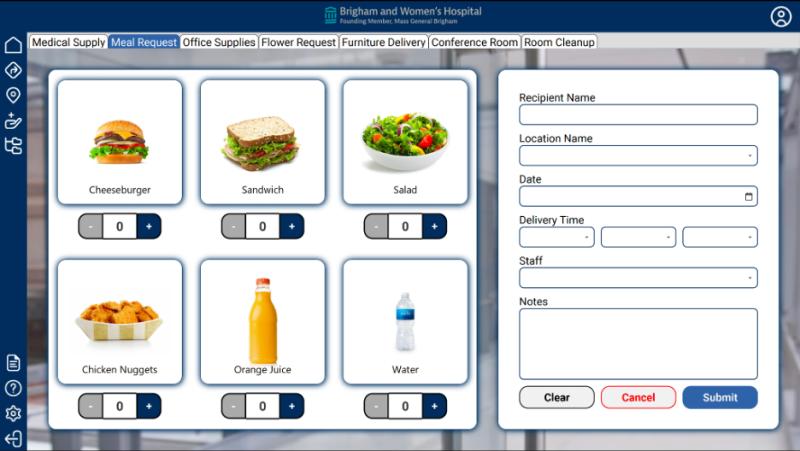 Brigham and Women's Hospital
Founding Member, Mass General Brigham
Medical Supply Meal Request Office Supplies Flower Request Furniture Delivery Conference Room Room Cleanup
Cheeseburger
Sandwich
Salad
- 0 +
- 0 +
- 0 +
Chicken Nuggets
Orange Juice
Water
- 0 +
- 0 +
- 0 +
Recipient Name
Location Name
Date
Delivery Time
Staff
Notes
Clear
Cancel
Submit